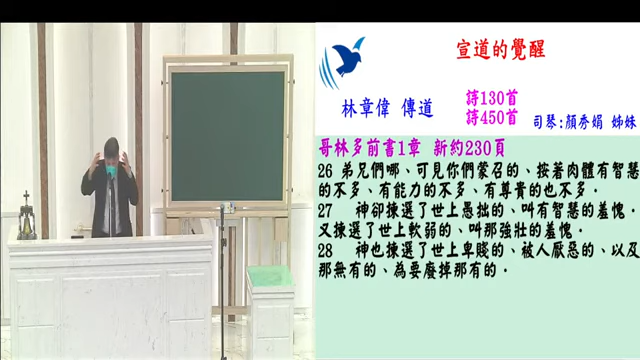 宣道的覺醒
林章偉 傳道
詩130首
詩450首
司琴:顏秀娟 姊妹
哥林多前書1章 新約230頁
26 弟兄們哪、可見你們蒙召的、按著肉體有智慧
的不多、有能力的不多、有尊貴的也不多．
27 神卻揀選了世上愚拙的、叫有智慧的羞愧．
又揀選了世上軟弱的、叫那強壯的羞愧．
28 神也揀選了世上卑賤的、被人厭惡的、以及
那無有的、為要廢掉那有的．